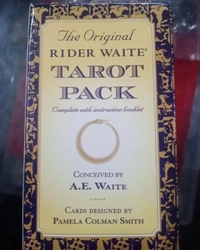 The Original
RIDER WAITE®
TAROT
PACK
Complete with instruction booklet
CONCEIVED BY
A.E. WAITE
CARDS DESIGNED BY
PAMELA COLMAN SMITH